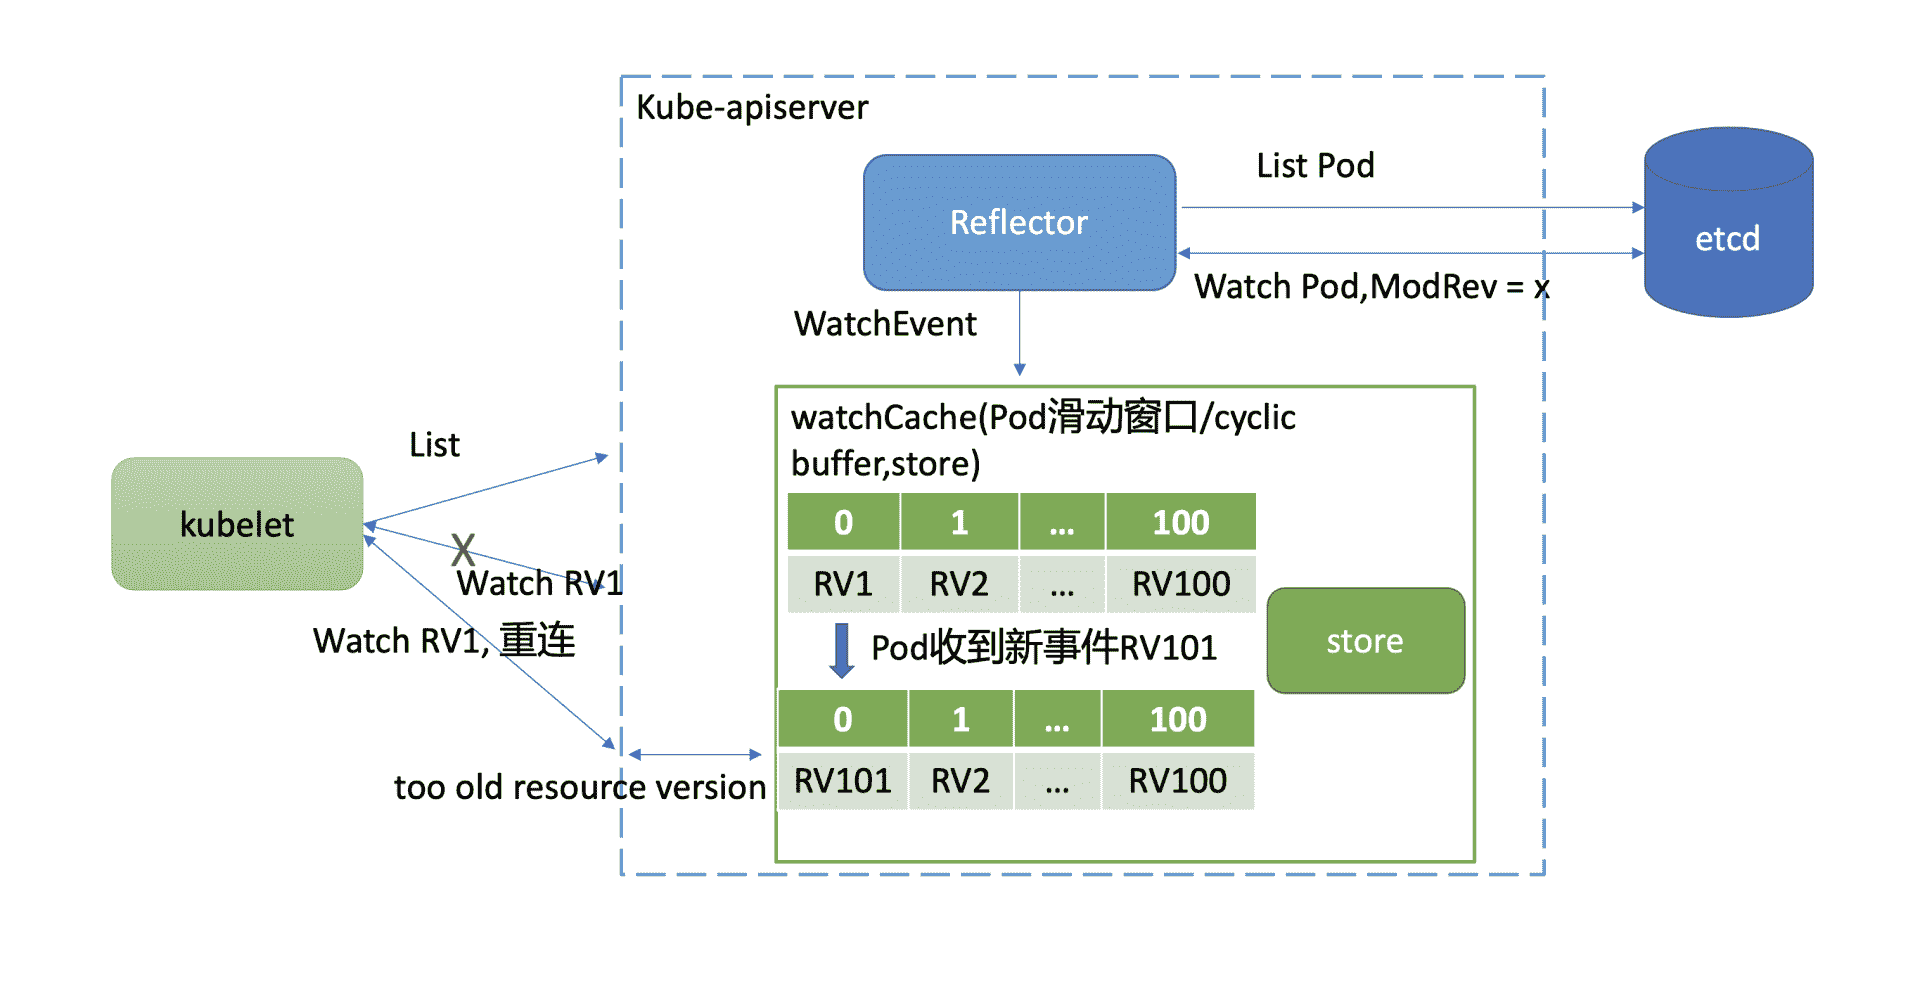 Kube-apiserver
List Pod
Reflector
etcd
Watch Pod,ModRev = x
WatchEvent
watchCache(Pod滑动窗口/cyclic
buffer,store)
List
0 1 ... 100
kubelet
X
Watch RV1
RV1 RV2 ... RV100
Watch RV1, 重连
Pod收到新事件RV101
store
0 1 ... 100
too old resource version
RV101 RV2 ... RV100